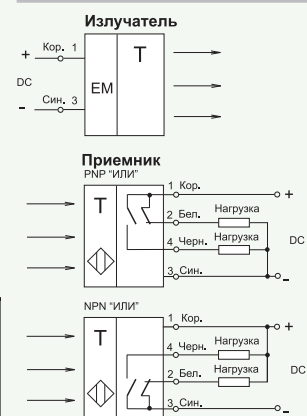 Излучатель
Кор. 1
+
DC
Син. 3
-
EM
T
Приемник
PNP "ИЛИ"
T
1 Кор.
+
2 Бел. Нагрузка
4 Черн. Нагрузка
DC
3 Син.
-
NPN "ИЛИ"
T
1 Кор.
+
4 Черн. Нагрузка
2 Бел. Нагрузка
DC
3 Син.
-